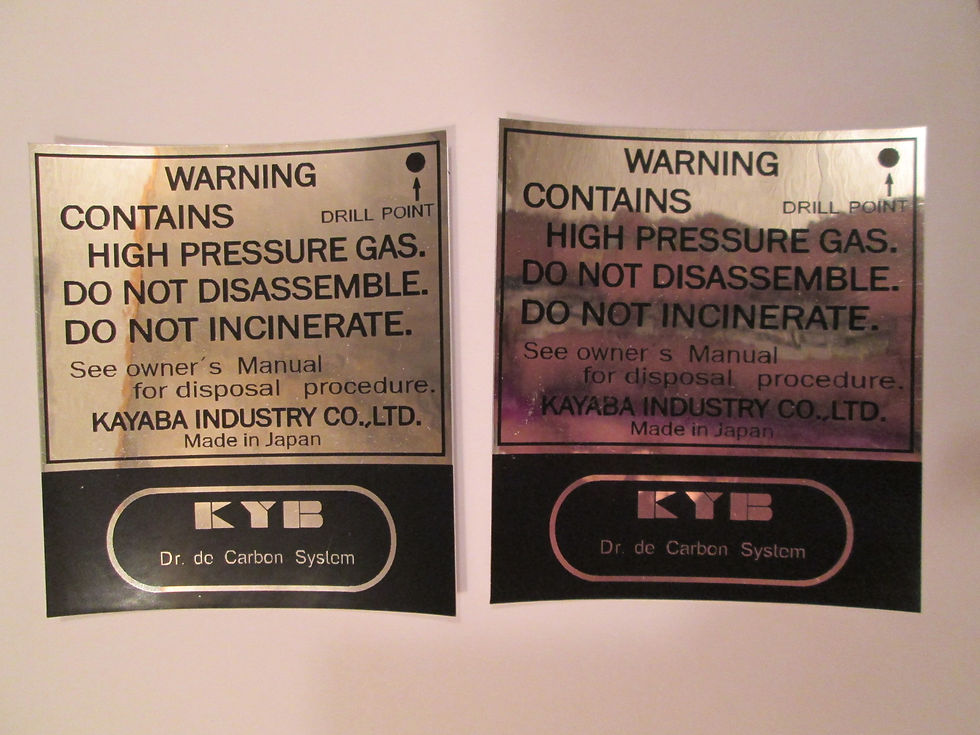 WARNING
CONTAINS
DRILL POINT
HIGH PRESSURE GAS.
DO NOT DISASSEMBLE.
DO NOT INCINERATE.
See owner´s Manual
for disposal procedure.
KAYABA INDUSTRY CO.,LTD.
Made in Japan
KYB
Dr. de Carbon System
WARNING
CONTAINS
DRILL POINT
HIGH PRESSURE GAS.
DO NOT DISASSEMBLE.
DO NOT INCINERATE.
See owner´s Manual
for disposal procedure.
KAYABA INDUSTRY CO.,LTD.
Made in Japan
KYB
Dr. de Carbon System